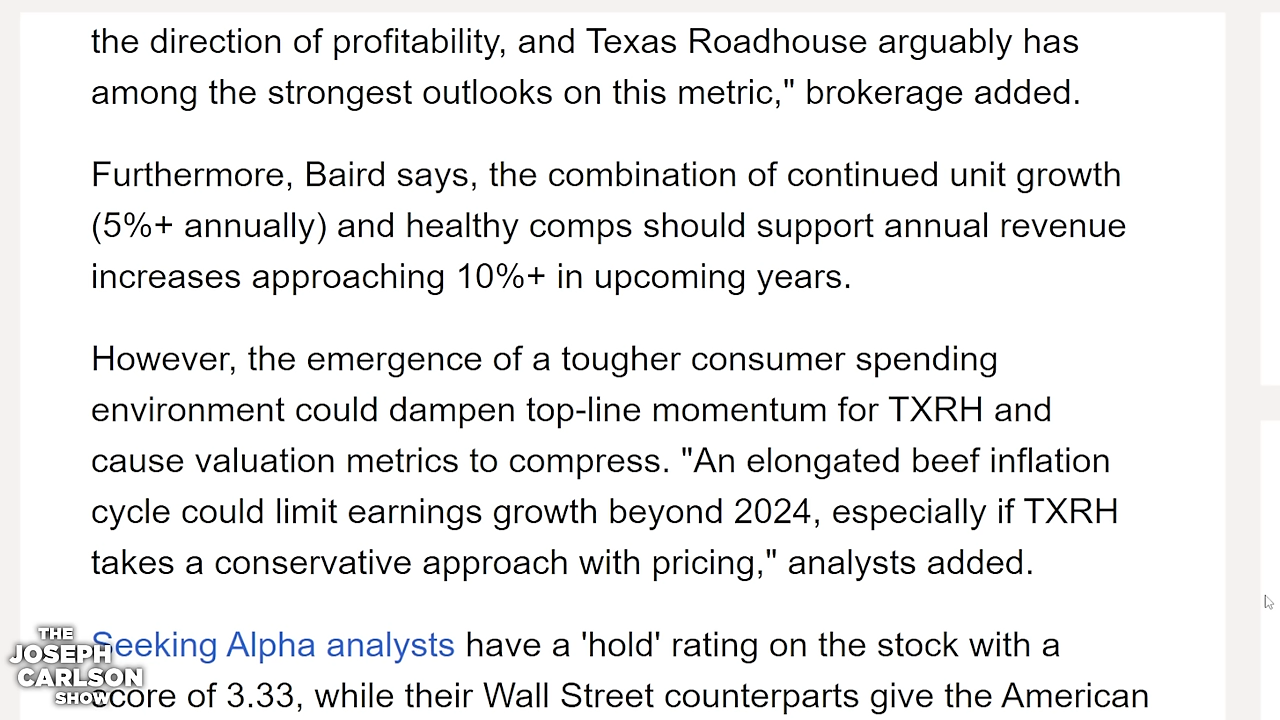 the direction of profitability, and Texas Roadhouse arguably has
among the strongest outlooks on this metric," brokerage added.
Furthermore, Baird says, the combination of continued unit growth
(5%+ annually) and healthy comps should support annual revenue
increases approaching 10%+ in upcoming years.
However, the emergence of a tougher consumer spending
environment could dampen top-line momentum for TXRH and
cause valuation metrics to compress. "An elongated beef inflation
cycle could limit earnings growth beyond 2024, especially if TXRH
takes a conservative approach with pricing," analysts added.
Seeking Alpha analysts have a 'hold' rating on the stock with a
score of 3.33, while their Wall Street counterparts give the American
THE
JOSEPH
CARLSON
SHOW